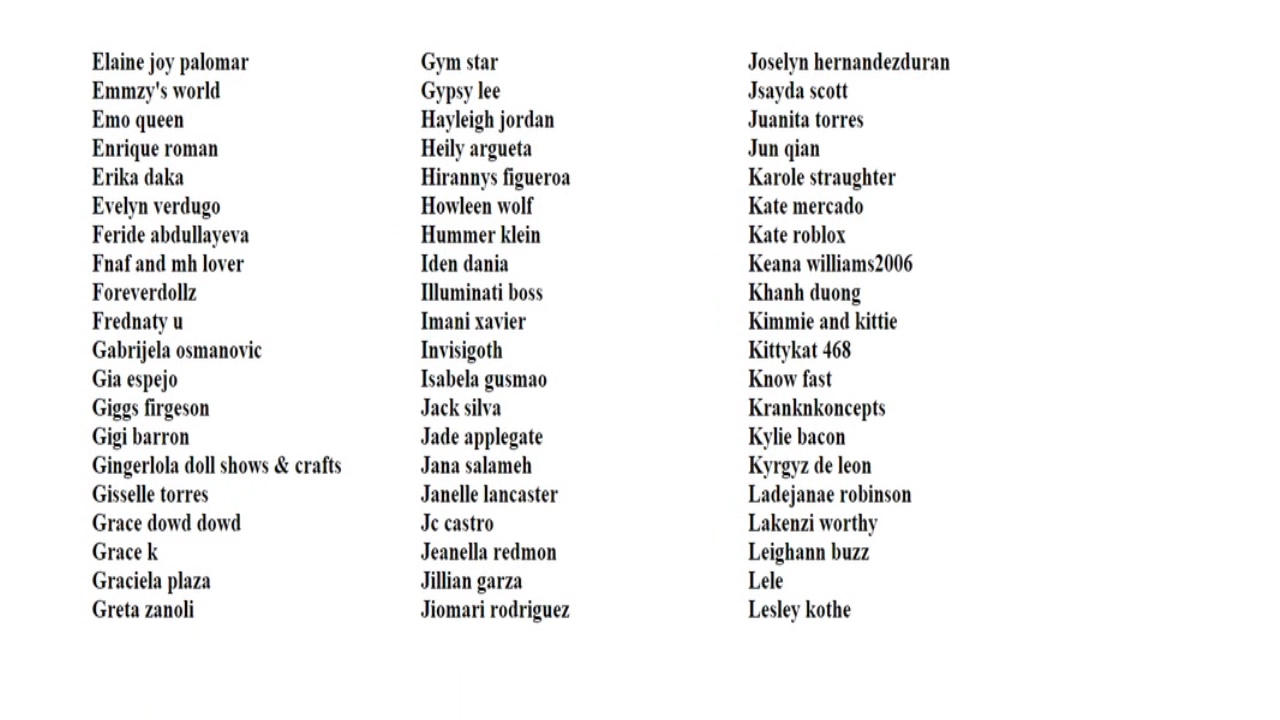 Elaine joy palomar
Emmzy's world
Emo queen
Enrique roman
Erika daka
Evelyn verdugo
Feride abdullayeva
Fnaf and mh lover
Foreverdollz
Frednaty u
Gabrijela osmanovic
Gia espejo
Giggs firgeson
Gigi barron
Gingerlola doll shows & crafts
Gisselle torres
Grace dowd dowd
Grace k
Graciela plaza
Greta zanoli
Gym star
Gypsy lee
Hayleigh jordan
Heily argueta
Hirannys figueroa
Howleen wolf
Hummer klein
Iden dania
Illuminati boss
Imani xavier
Invisigoth
Isabela gusmao
Jack silva
Jade applegate
Jana salameh
Janelle lancaster
Jc castro
Jeanella redmon
Jillian garza
Jiomari rodriguez
Joselyn hernandezduran
Jsayda scott
Juanita torres
Jun qian
Karole straughter
Kate mercado
Kate roblox
Keana williams2006
Khanh duong
Kimmie and kittie
Kittykat 468
Know fast
Kranknkoncepts
Kylie bacon
Kyrgyz de leon
Ladejanae robinson
Lakenzi worthy
Leighann buzz
Lele
Lesley kothe